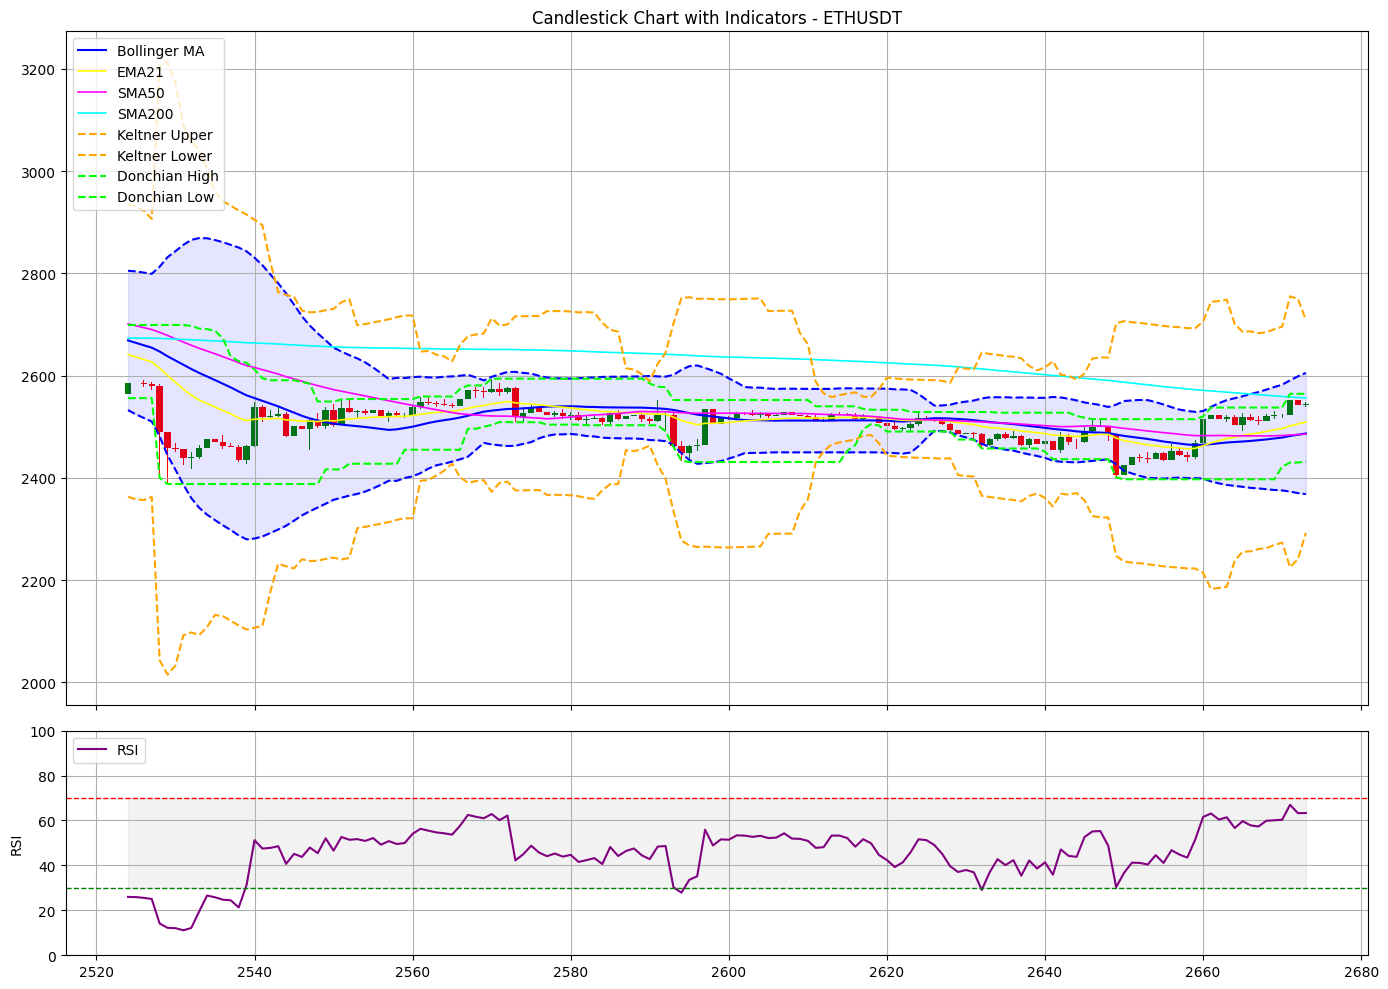 Candlestick Chart with Indicators - ETHUSDT
Bollinger MA
EMA21
SMA50
SMA200
Keltner Upper
Keltner Lower
Donchian High
Donchian Low
3200
3000
2800
2600
2400
2200
2000
RSI
RSI
100
80
60
40
20
0
2520
2540
2560
2580
2600
2620
2640
2660
2680